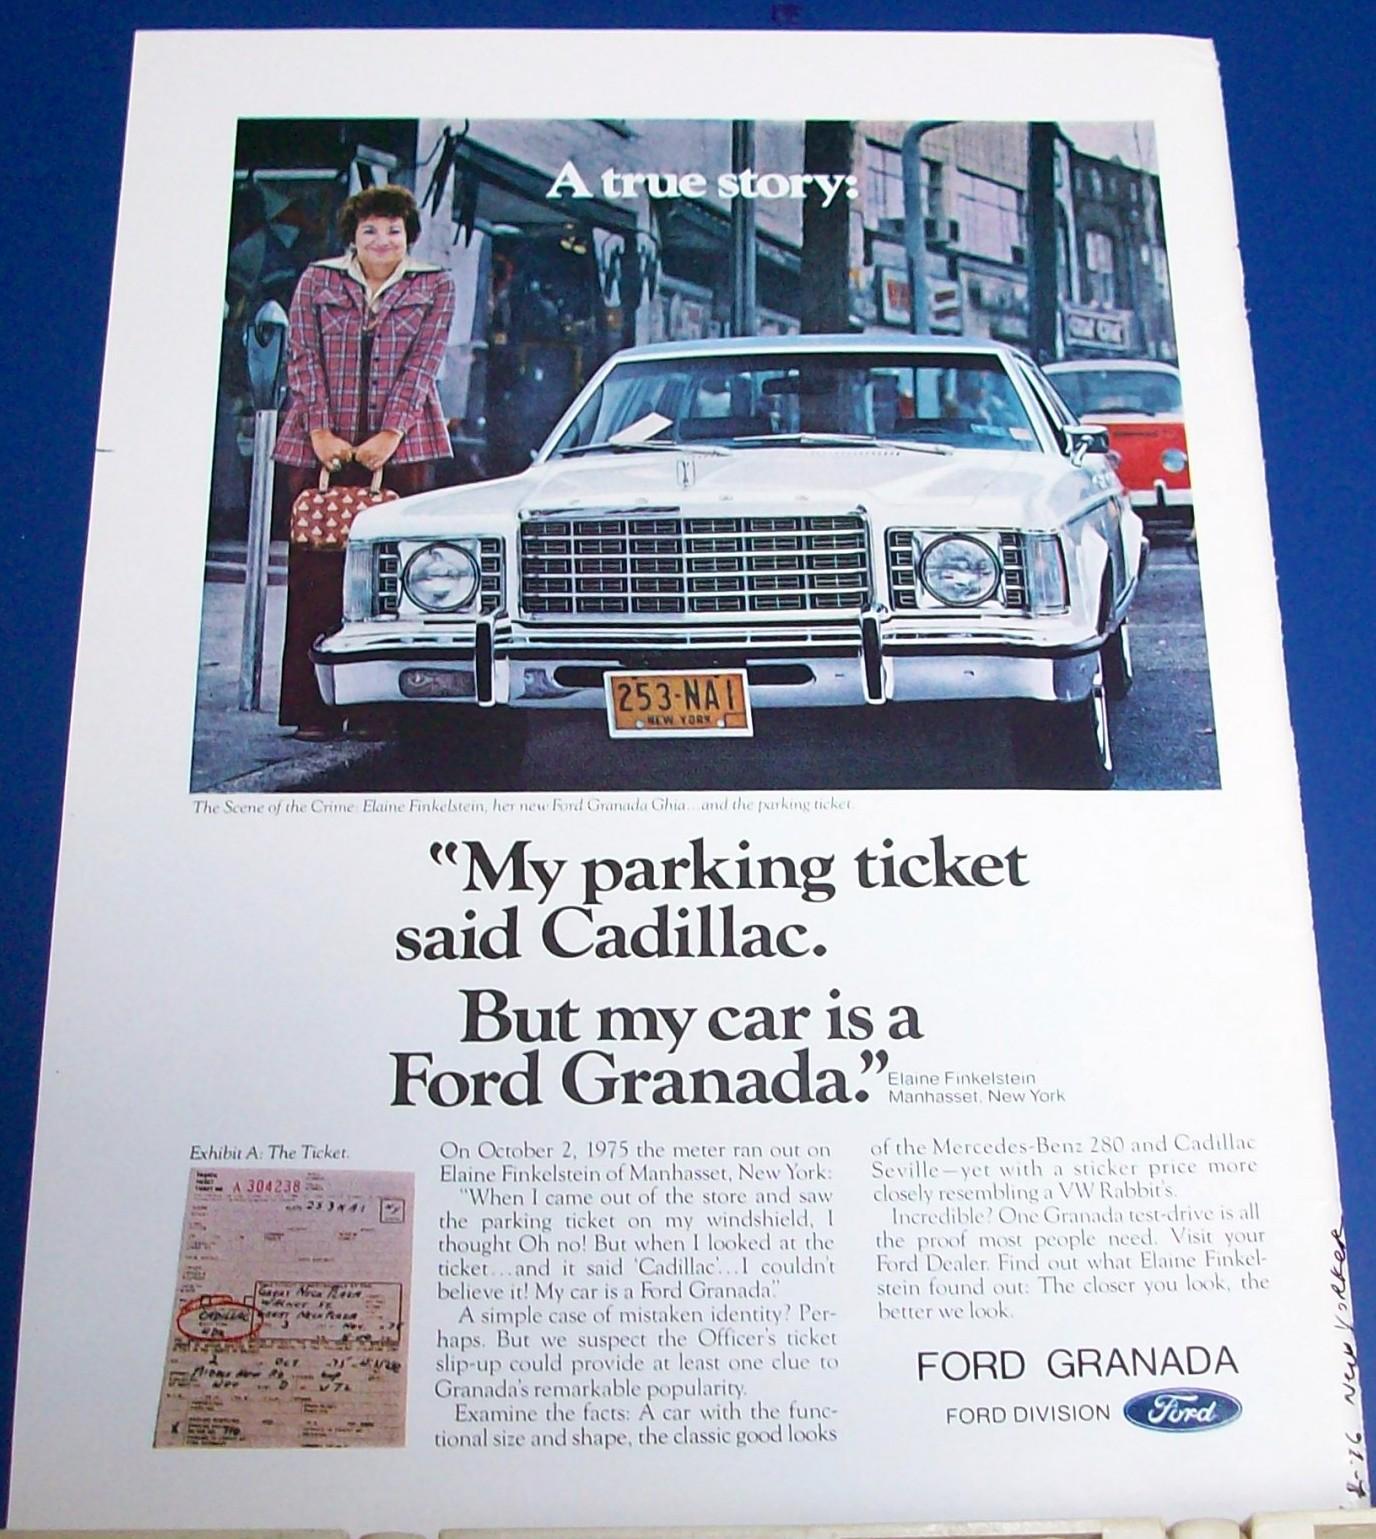 A true story:
253-NA1
NEW YORK
The Scene of the Crime: Elaine Finkelstein, her new Ford Granada Ghia...and the parking ticket.
“My parking ticket
said Cadillac.
But my car is a
Ford Granada.”
Elaine Finkelstein
Manhasset, New York
Exhibit A: The Ticket.
A 304238
253NA1
GREAT NECK PLAZA
CADILLAC
On October 2, 1975 the meter ran out on
Elaine Finkelstein of Manhasset, New York:
“When I came out of the store and saw
the parking ticket on my windshield, I
thought Oh no! But when I looked at the
ticket...and it said ‘Cadillac’...I couldn't
believe it! My car is a Ford Granada.”
A simple case of mistaken identity? Per-
haps. But we suspect the Officer's ticket
slip-up could provide at least one clue to
Granada's remarkable popularity.
Examine the facts: A car with the func-
tional size and shape, the classic good looks
of the Mercedes-Benz 280 and Cadillac
Seville—yet with a sticker price more
closely resembling a VW Rabbit's.
Incredible? One Granada test-drive is all
the proof most people need. Visit your
Ford Dealer. Find out what Elaine Finkel-
stein found out: The closer you look, the
better we look.
FORD GRANADA
FORD DIVISION Ford
NEW YORKER